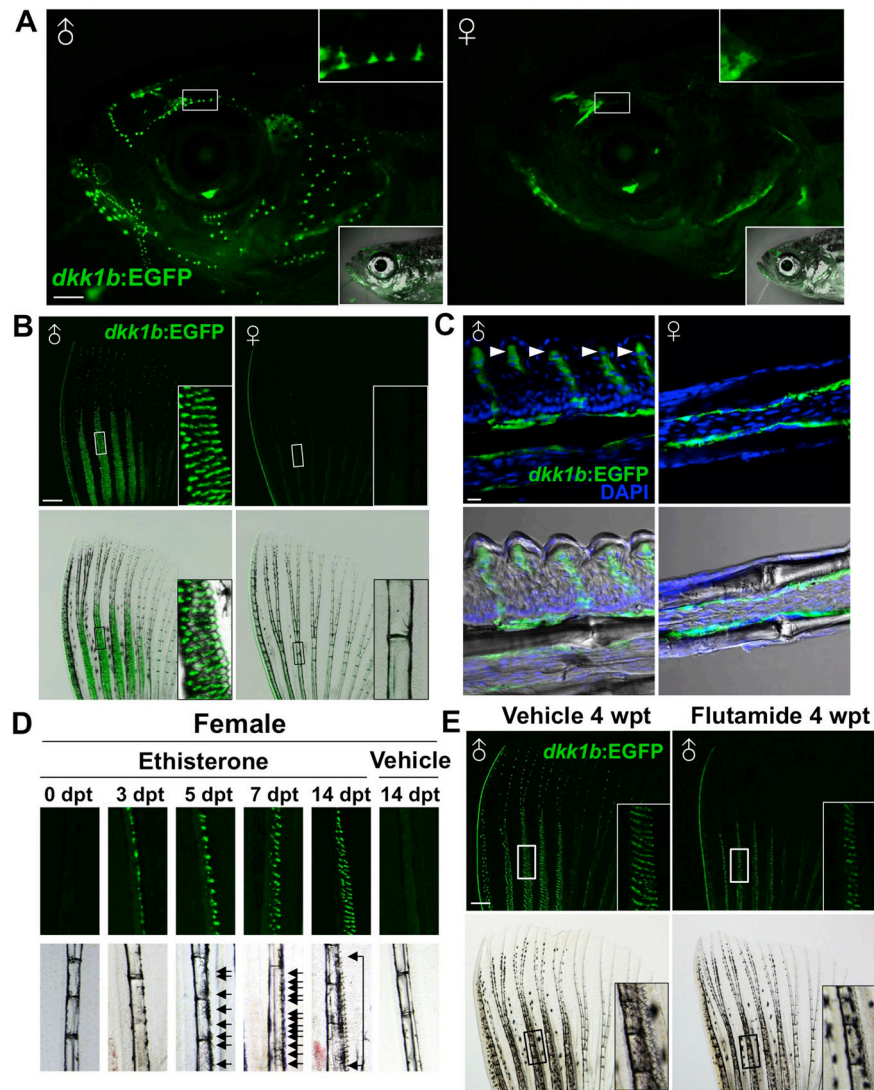 A
♂
♀
dkk1b:EGFP
B
♂
dkk1b:EGFP
♀
C
♂
♀
dkk1b:EGFP
DAPI
D
Female
Ethisterone
Vehicle
0 dpt
3 dpt
5 dpt
7 dpt
14 dpt
14 dpt
E
Vehicle 4 wpt
Flutamide 4 wpt
♂
dkk1b:EGFP
♂